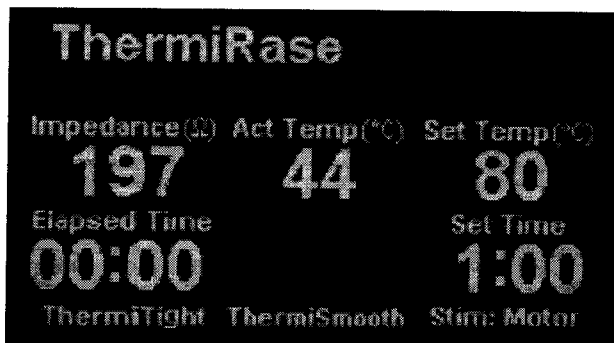 ThermiRase
Impedance(Ω) Act Temp(°C) Set Temp(°C)
197 44 80
Elapsed Time Set Time
00:00 1:00
ThermiTight ThermiSmooth Stim: Motor